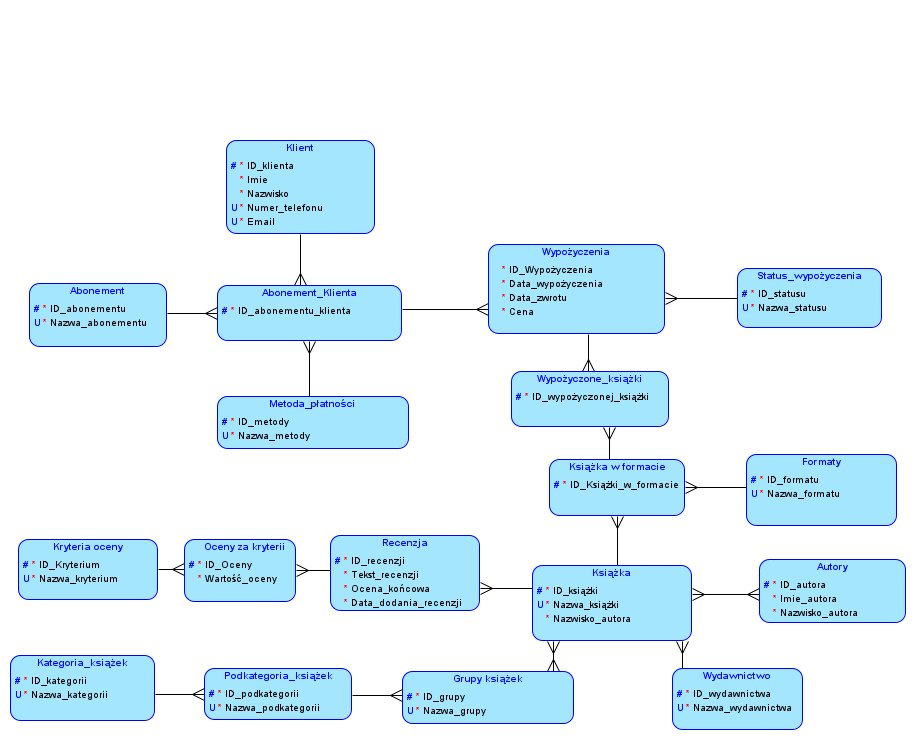 Klient
# * ID_klienta
* Imie
* Nazwisko
U * Numer_telefonu
U * Email
Abonement
# * ID_abonementu
U * Nazwa_abonementu
Abonement_Klienta
# * ID_abonementu_klienta
Wypożyczenia
* ID_Wypożyczenia
* Data_wypożyczenia
* Data_zwrotu
* Cena
Status_wypożyczenia
# * ID_statusu
U * Nazwa_statusu
Metoda_płatności
# * ID_metody
U * Nazwa_metody
Wypożyczone_książki
# * ID_wypożyczonej_książki
Książka w formacie
# * ID_Książki_w_formacie
Formaty
# * ID_formatu
U * Nazwa_formatu
Kryteria oceny
# * ID_Kryterium
U * Nazwa_kryterium
Oceny za kryterii
# * ID_Oceny
* Wartość_oceny
Recenzja
# * ID_recenzji
* Tekst_recenzji
* Ocena_końcowa
* Data_dodania_recenzji
Książka
# * ID_książki
U * Nazwa_książki
* Nazwisko_autora
Autory
# * ID_autora
* Imie_autora
* Nazwisko_autora
Kategoria_książek
# * ID_kategorii
U * Nazwa_kategorii
Podkategoria_książek
# * ID_podkategorii
U * Nazwa_podkategorii
Grupy książek
# * ID_grupy
U * Nazwa_grupy
Wydawnictwo
# * ID_wydawnictwa
U * Nazwa_wydawnictwa